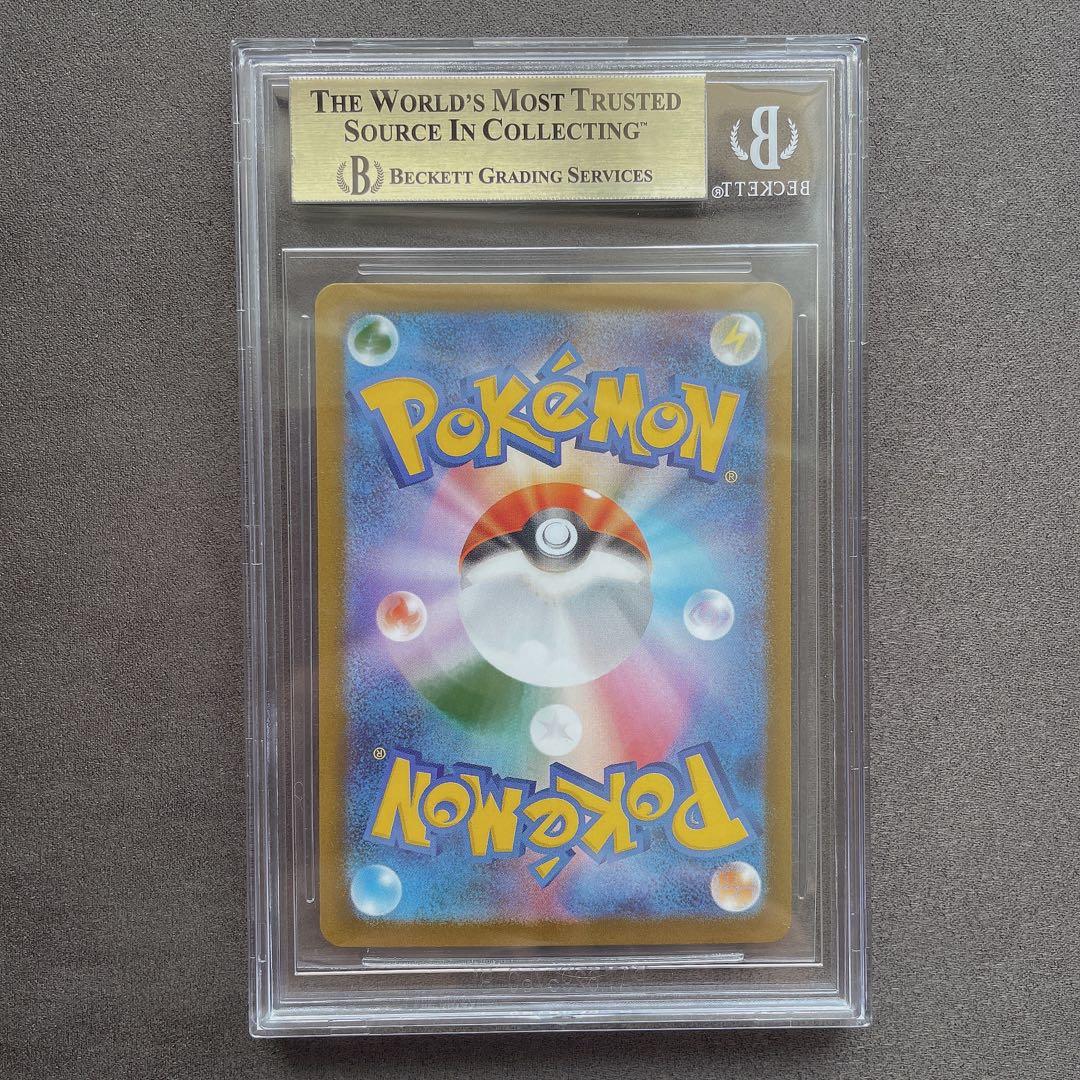 THE WORLD'S MOST TRUSTED
SOURCE IN COLLECTING™
B BECKETT GRADING SERVICES
B
BECKETT®
POKéMON®
POKéMON®